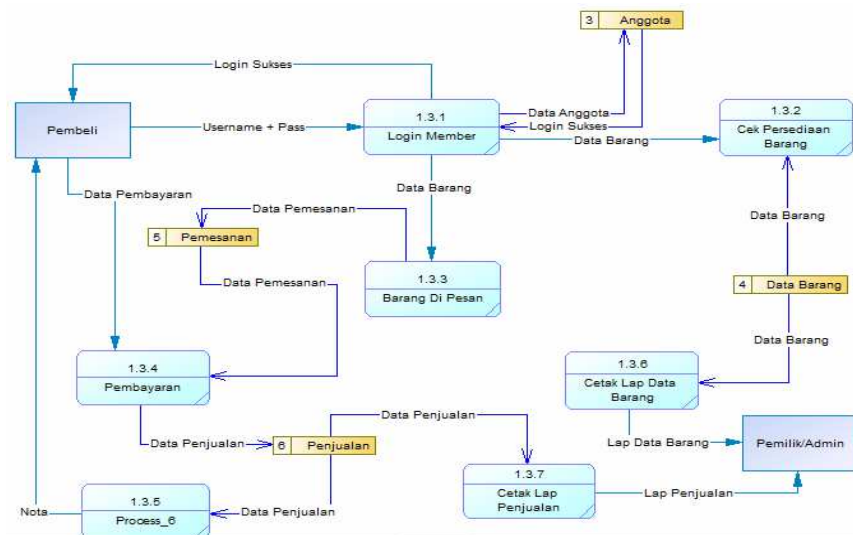 3 Anggota
Login Sukses
Pembeli
Username + Pass
1.3.1
Login Member
Data Anggota
Login Sukses
Data Barang
1.3.2
Cek Persediaan
Barang
Data Pembayaran
Data Barang
Data Pemesanan
5 Pemesanan
Data Pemesanan
1.3.3
Barang Di Pesan
Data Barang
4 Data Barang
Data Barang
1.3.4
Pembayaran
1.3.6
Cetak Lap Data
Barang
Data Penjualan
6 Penjualan
Data Penjualan
Lap Data Barang
Pemilik/Admin
1.3.5
Process_6
Nota
Data Penjualan
1.3.7
Cetak Lap
Penjualan
Lap Penjualan